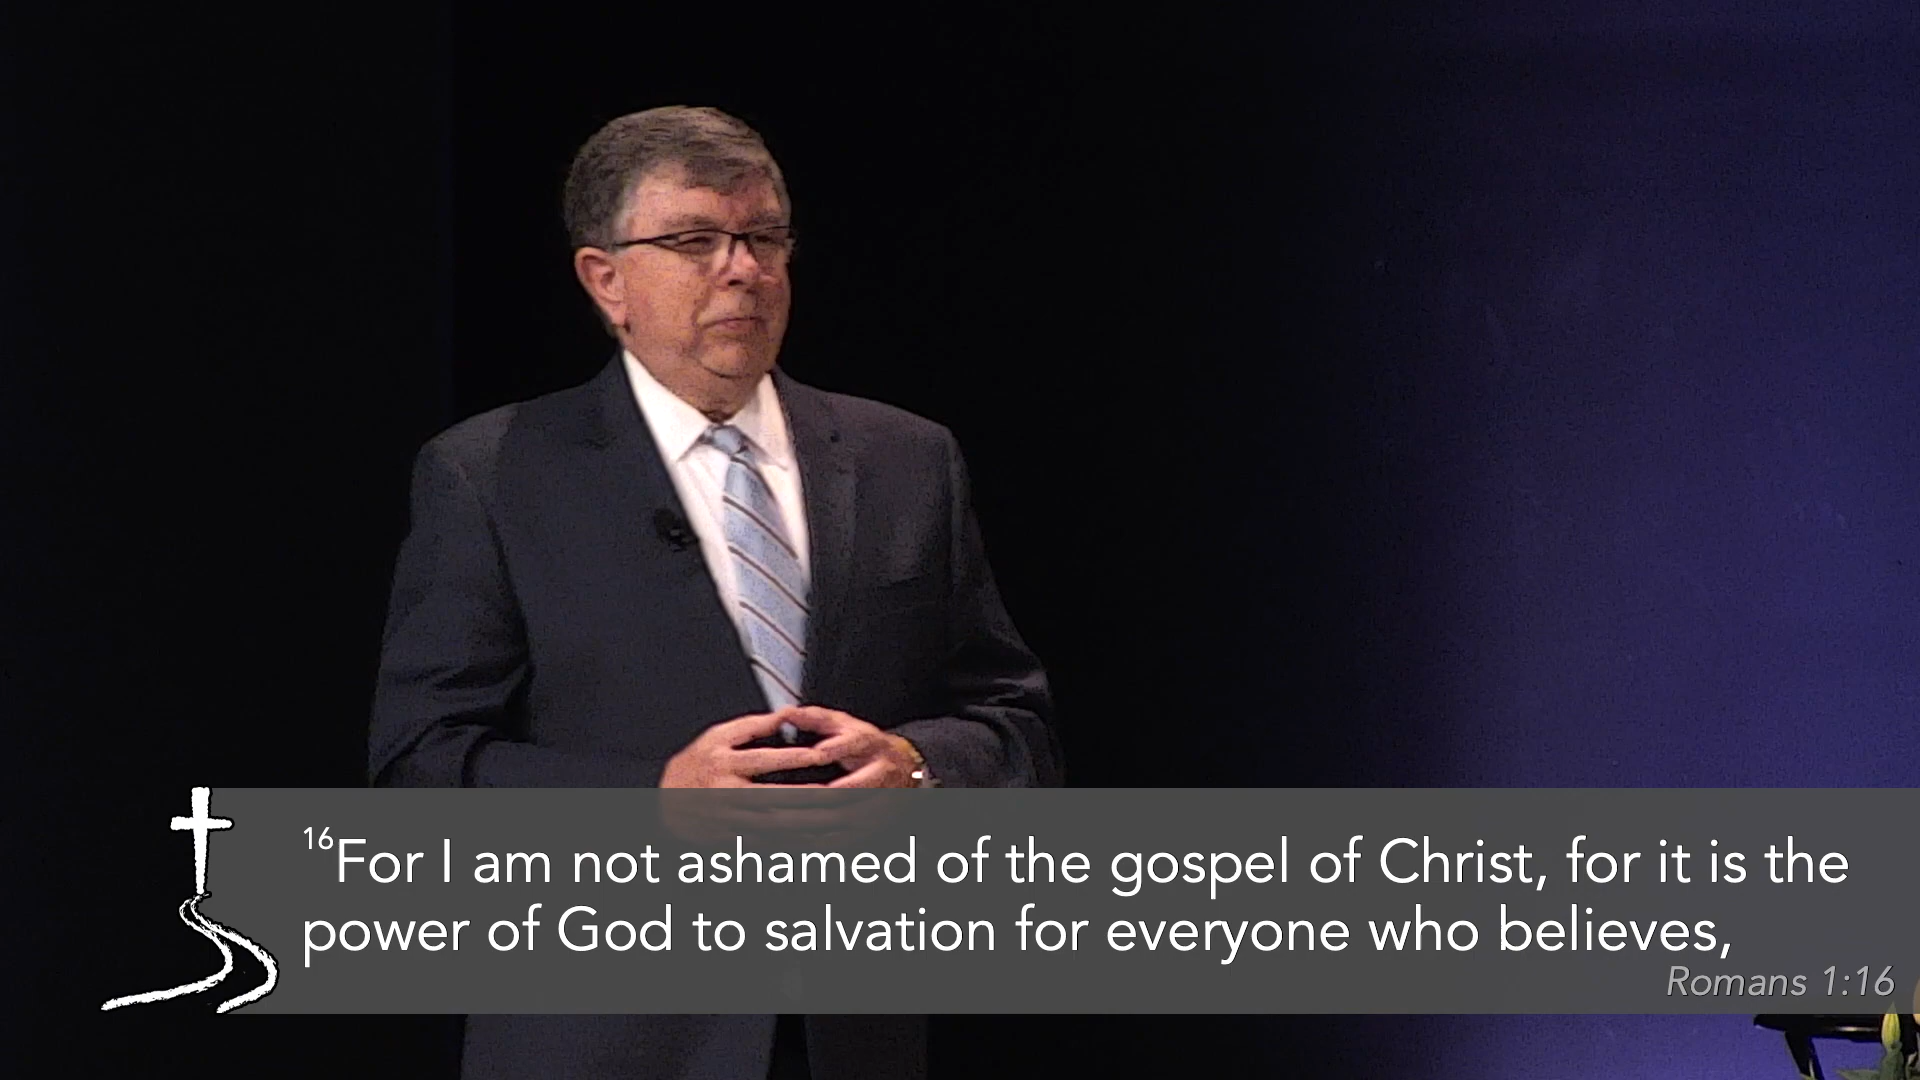 16For I am not ashamed of the gospel of Christ, for it is the
power of God to salvation for everyone who believes,
Romans 1:16